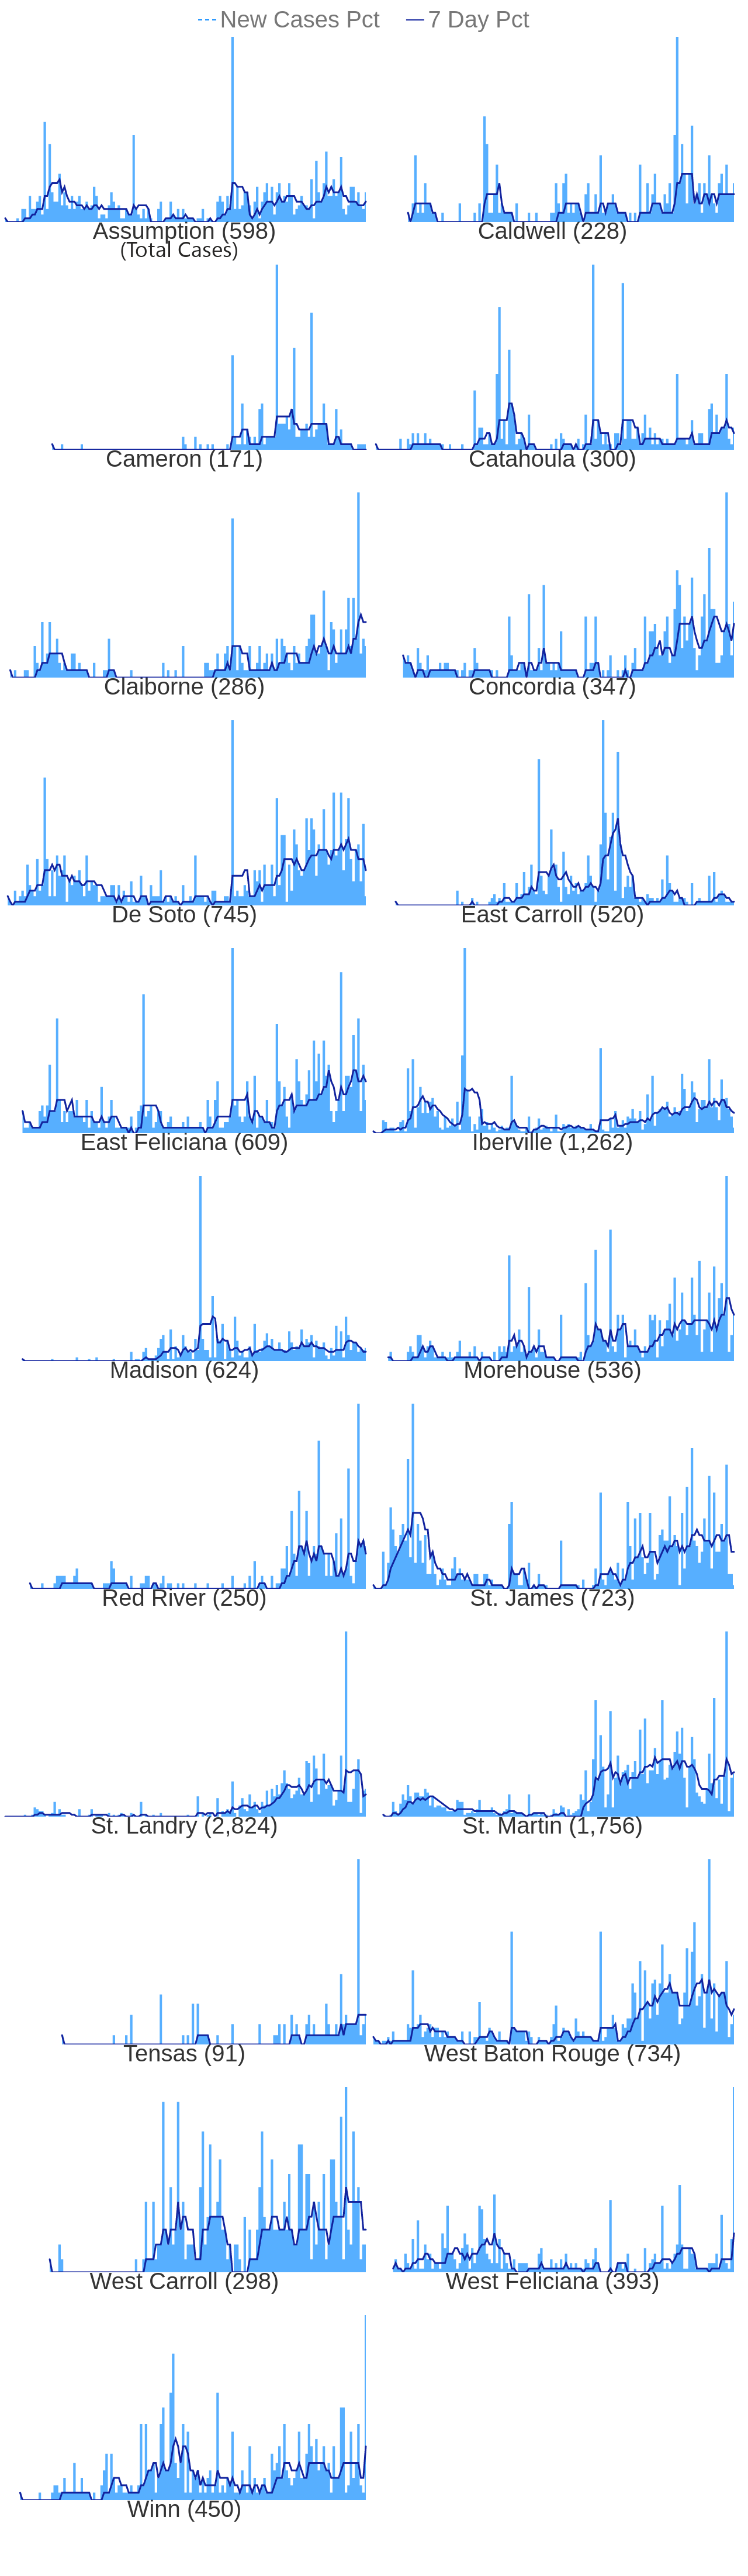 New Cases Pct 7 Day Pct
Assumption (598) Caldwell (228)
(Total Cases)
Cameron (171) Catahoula (300)
Claiborne (286) Concordia (347)
De Soto (745) East Carroll (520)
East Feliciana (609) Iberville (1,262)
Madison (624) Morehouse (536)
Red River (250) St. James (723)
St. Landry (2,824) St. Martin (1,756)
Tensas (91) West Baton Rouge (734)
West Carroll (298) West Feliciana (393)
Winn (450)